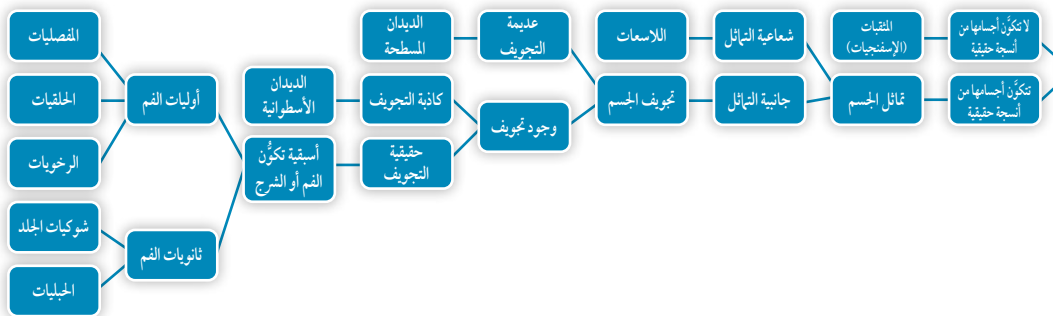 لا تتكوَّن أجسامها من
أنسجة حقيقية
المثقبات
(الإسفنجيات)
تتكوَّن أجسامها من
أنسجة حقيقية
تماثل الجسم
شعاعية التماثل
اللاسعات
جانبية التماثل
تجويف الجسم
عديمة
التجويف
الديدان
المسطحة
وجود تجويف
كاذبة التجويف
الديدان
الأسطوانية
حقيقية
التجويف
أسبقية تكوُّن
الفم أو الشرج
أوليات الفم
المفصليات
الحلقيات
الرخويات
ثانويات الفم
شوكيات الجلد
الحبليات